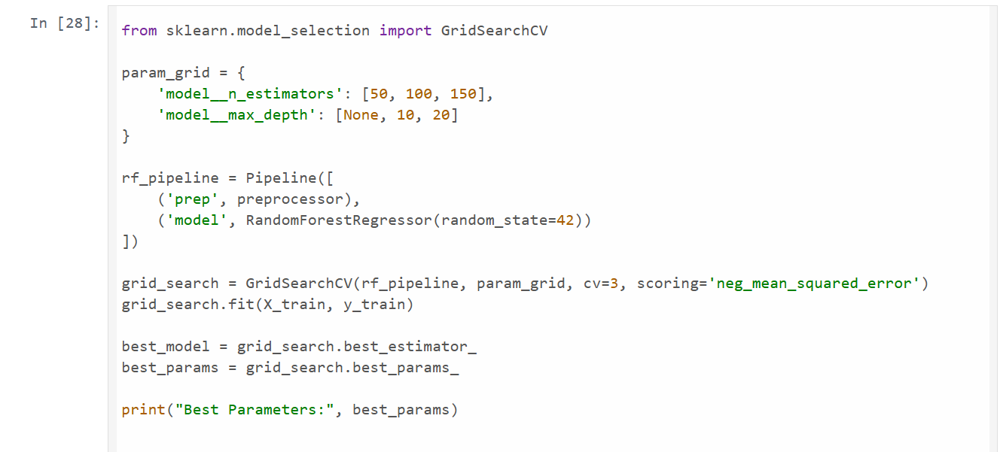 In [28]:
from sklearn.model_selection import GridSearchCV
param_grid = {
    'model__n_estimators': [50, 100, 150],
    'model__max_depth': [None, 10, 20]
}
rf_pipeline = Pipeline([
    ('prep', preprocessor),
    ('model', RandomForestRegressor(random_state=42))
])
grid_search = GridSearchCV(rf_pipeline, param_grid, cv=3, scoring='neg_mean_squared_error')
grid_search.fit(X_train, y_train)
best_model = grid_search.best_estimator_
best_params = grid_search.best_params_
print("Best Parameters:", best_params)